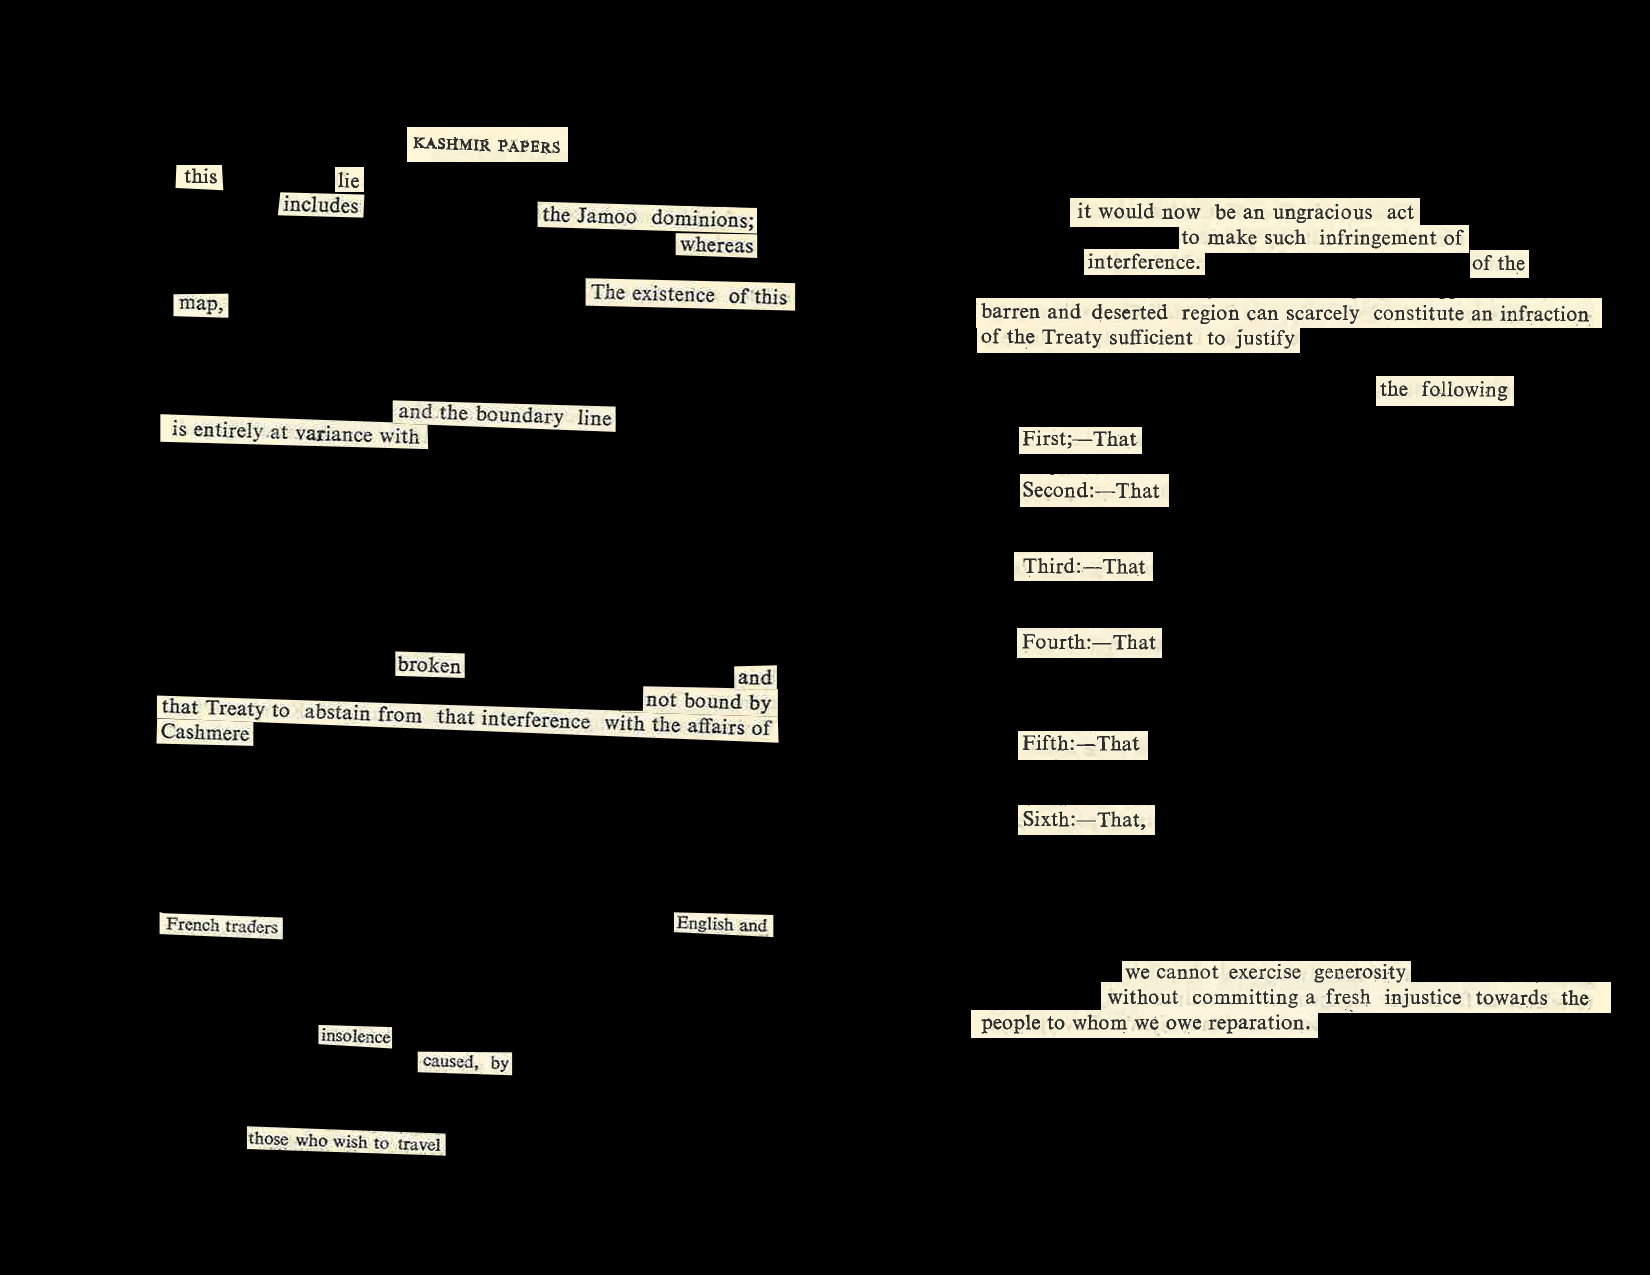 KASHMIR PAPERS
this lie
includes the Jamoo dominions;
whereas
The existence of this
map,
and the boundary line
is entirely at variance with
broken
and
not bound by
that Treaty to abstain from that interference with the affairs of
Cashmere
English and
French traders
insolence
caused, by
those who wish to travel
it would now be an ungracious act
to make such infringement of
interference. of the
barren and deserted region can scarcely constitute an infraction
of the Treaty sufficient to justify
the following
First;—That
Second:—That
Third:—That
Fourth:—That
Fifth:—That
Sixth:—That,
we cannot exercise generosity
without committing a fresh injustice towards the
people to whom we owe reparation.